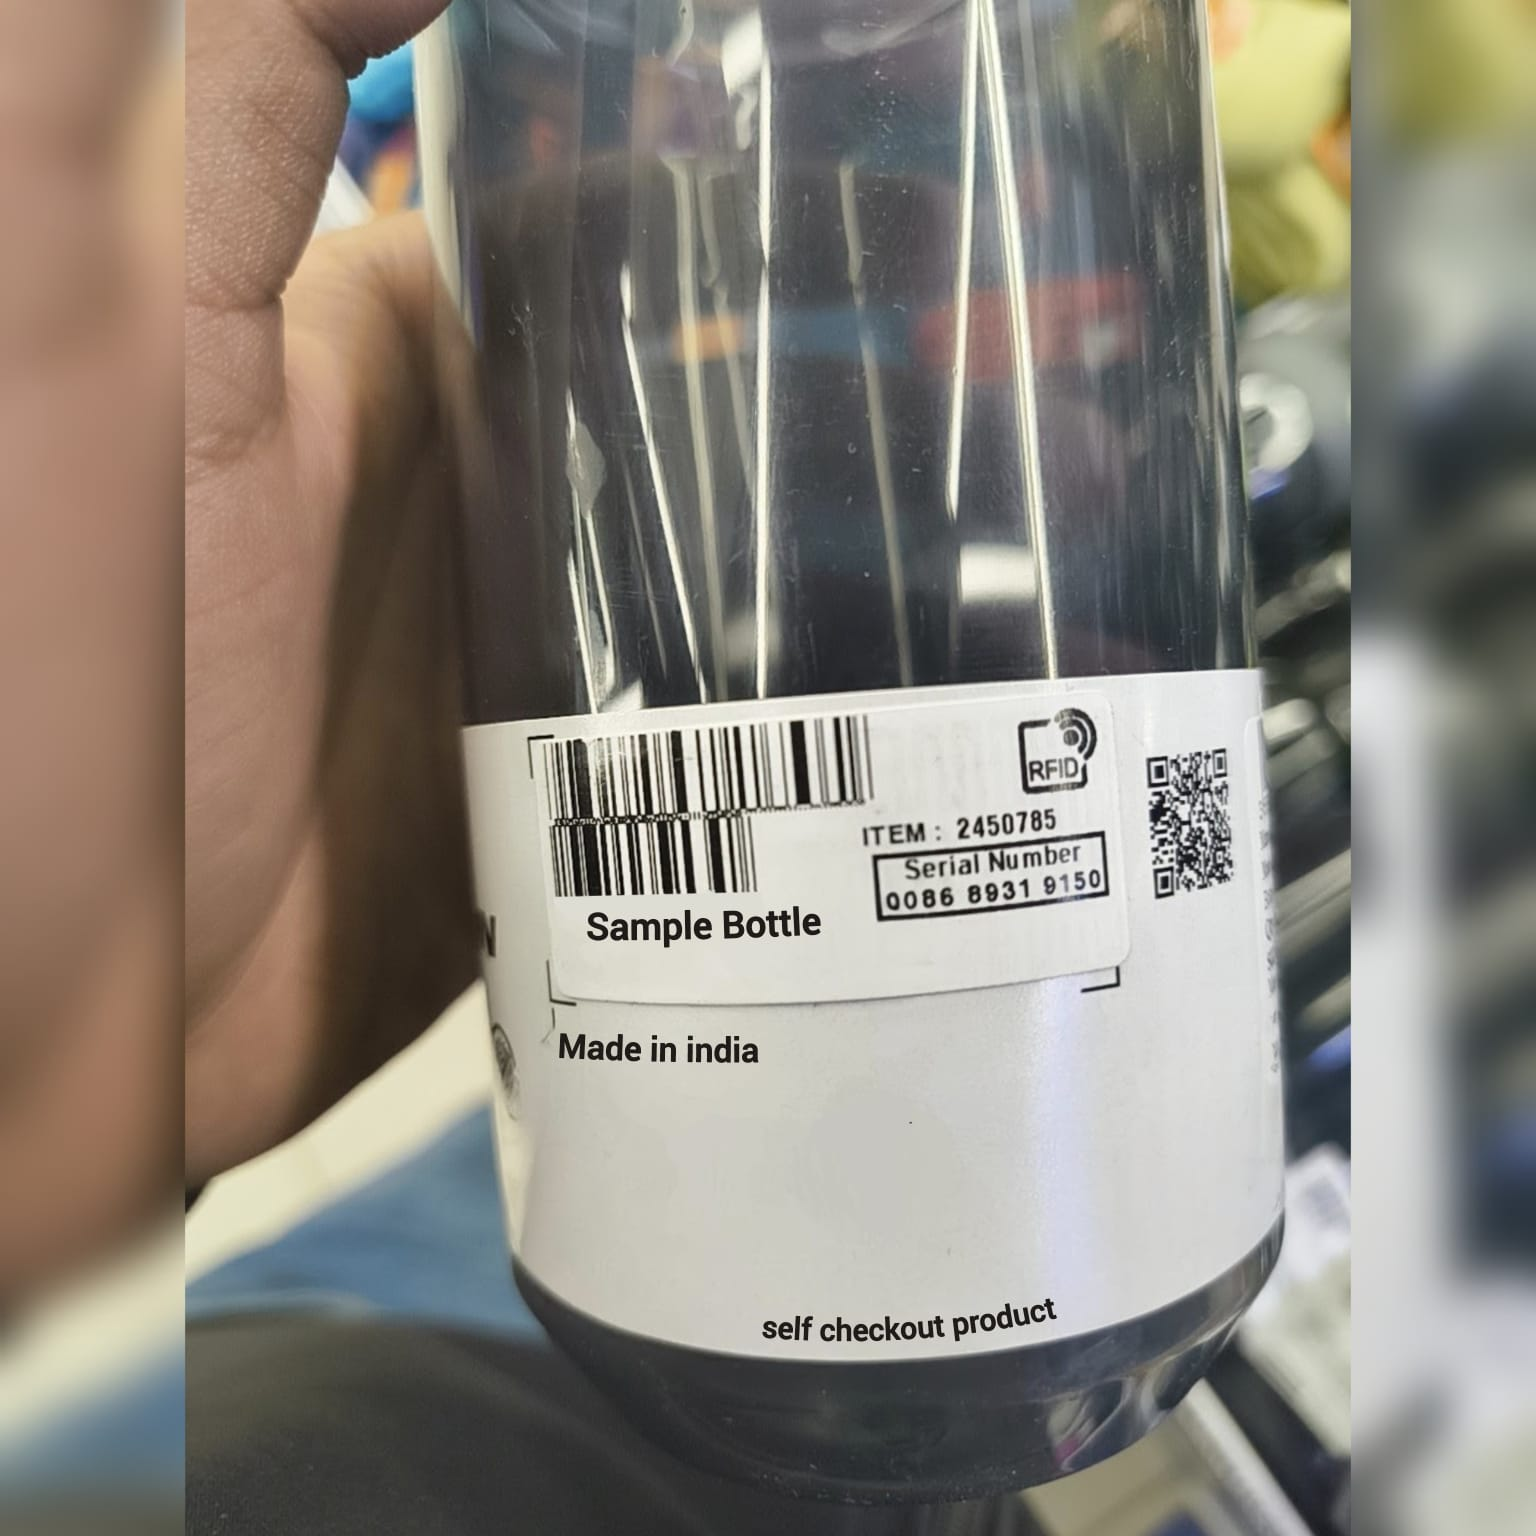 RFID
ITEM : 2450785
Serial Number
0086 8931 9150
Sample Bottle
Made in india
self checkout product